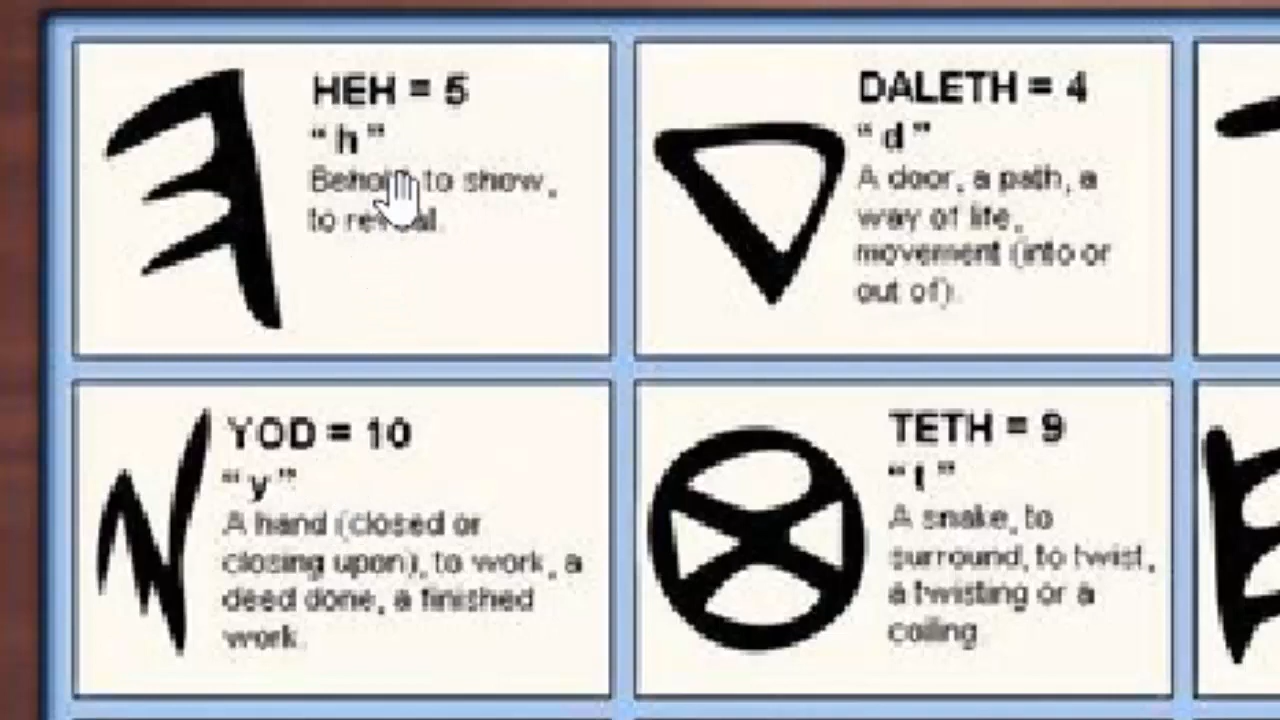 HEH = 5
"h"
Behold, to show,
to reveal.
DALETH = 4
"d"
A door, a path, a
way of life,
movement (into or
out of).
YOD = 10
"y"
A hand (closed or
closing upon), to work, a
deed done, a finished
work.
TETH = 9
"t"
A snake, to
surround, to twist,
a twisting or a
coiling.